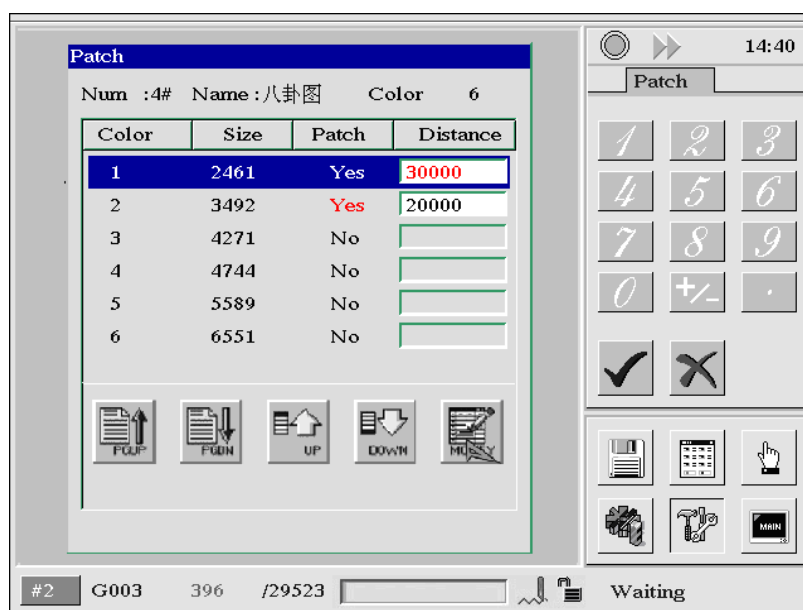 Patch
Num :4# Name:八卦图 Color 6
Color Size Patch Distance
1 2461 Yes 30000
2 3492 Yes 20000
3 4271 No
4 4744 No
5 5589 No
6 6551 No
PGUP PGDN UP DOWN MODIFY
14:40
Patch
1 2 3
4 5 6
7 8 9
0 +/- .
MAIN
#2 G003 396 /29523 Waiting